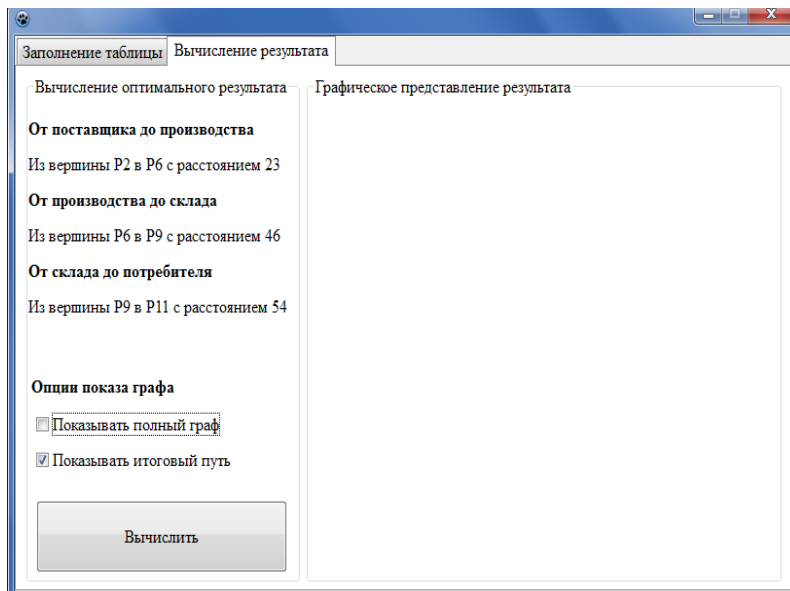 Заполнение таблицы
Вычисление результата
Вычисление оптимального результата
Графическое представление результата
От поставщика до производства
Из вершины P2 в P6 с расстоянием 23
От производства до склада
Из вершины P6 в P9 с расстоянием 46
От склада до потребителя
Из вершины P9 в P11 с расстоянием 54
Опции показа графа
Показывать полный граф
Показывать итоговый путь
Вычислить